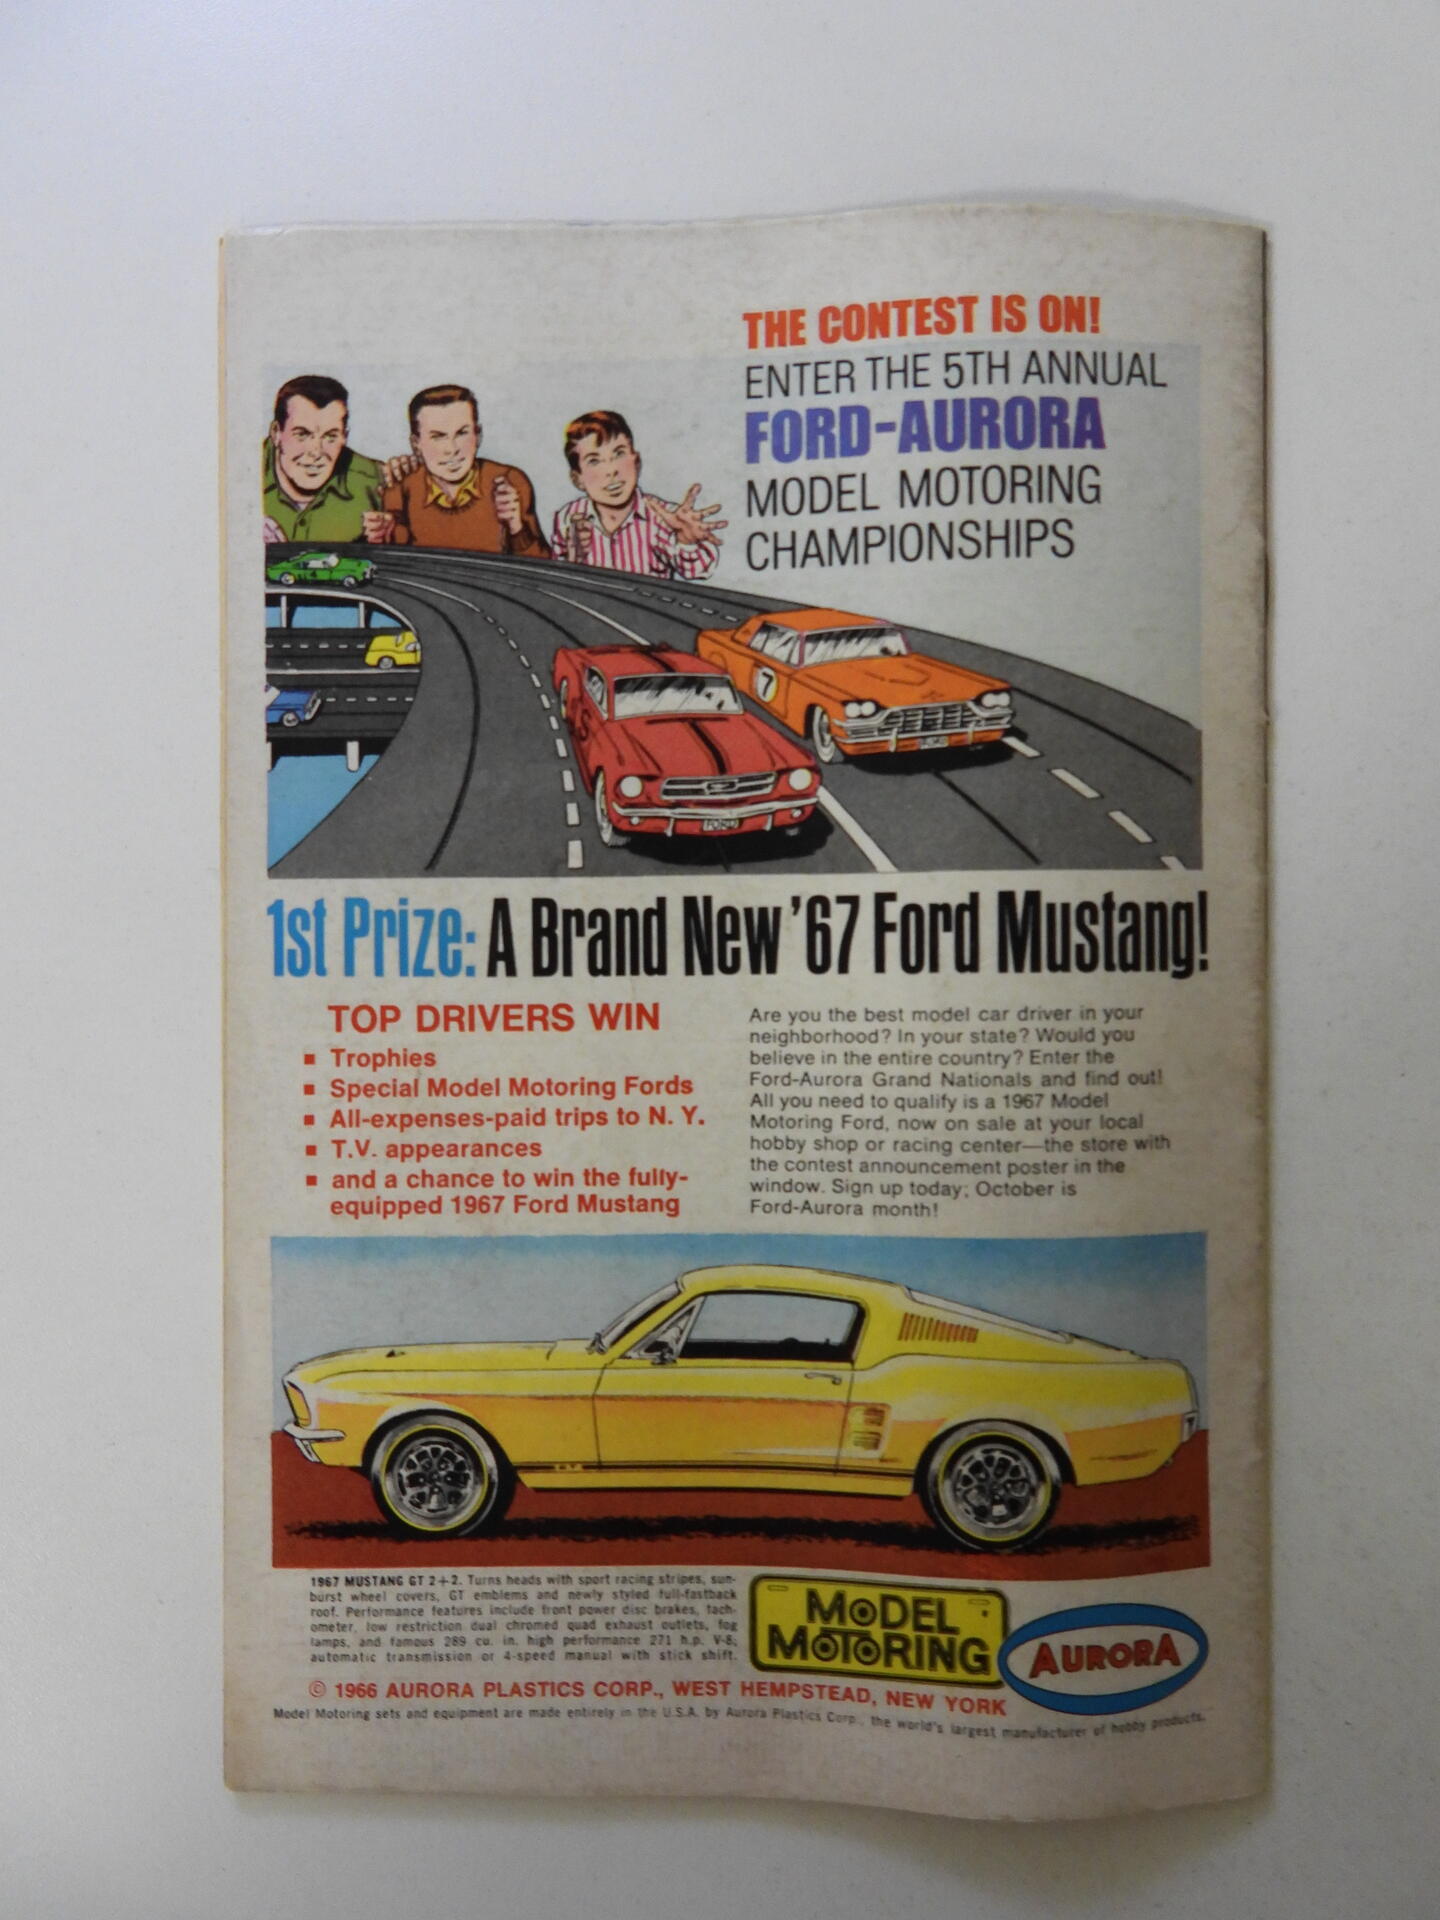 THE CONTEST IS ON!
ENTER THE 5TH ANNUAL
FORD-AURORA
MODEL MOTORING
CHAMPIONSHIPS
4
7
5
FORD
FORD
1st Prize: A Brand New '67 Ford Mustang!
TOP DRIVERS WIN
■ Trophies
■ Special Model Motoring Fords
■ All-expenses-paid trips to N. Y.
■ T.V. appearances
■ and a chance to win the fully-
equipped 1967 Ford Mustang
Are you the best model car driver in your
neighborhood? In your state? Would you
believe in the entire country? Enter the
Ford-Aurora Grand Nationals and find out!
All you need to qualify is a 1967 Model
Motoring Ford, now on sale at your local
hobby shop or racing center—the store with
the contest announcement poster in the
window. Sign up today; October is
Ford-Aurora month!
1967 MUSTANG GT 2+2. Turns heads with sport racing stripes, sun-
burst wheel covers, GT emblems and newly styled full-fastback
roof. Performance features include front power disc brakes, tach-
ometer, low restriction dual chromed quad exhaust outlets, fog
lamps, and famous 289 cu. in. high performance 271 h.p. V-8;
automatic transmission or 4-speed manual with stick shift.
MODEL
MOTORING
AURORA
© 1966 AURORA PLASTICS CORP., WEST HEMPSTEAD, NEW YORK
Model Motoring sets and equipment are made entirely in the U.S.A. by Aurora Plastics Corp., the world's largest manufacturer of hobby products.